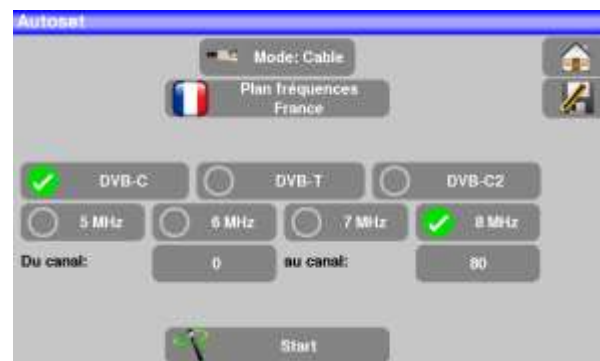 Autoset
Mode: Cable
Plan fréquences
France
DVB-C DVB-T DVB-C2
5 MHz 6 MHz 7 MHz 8 MHz
Du canal: 0 au canal: 80
Start